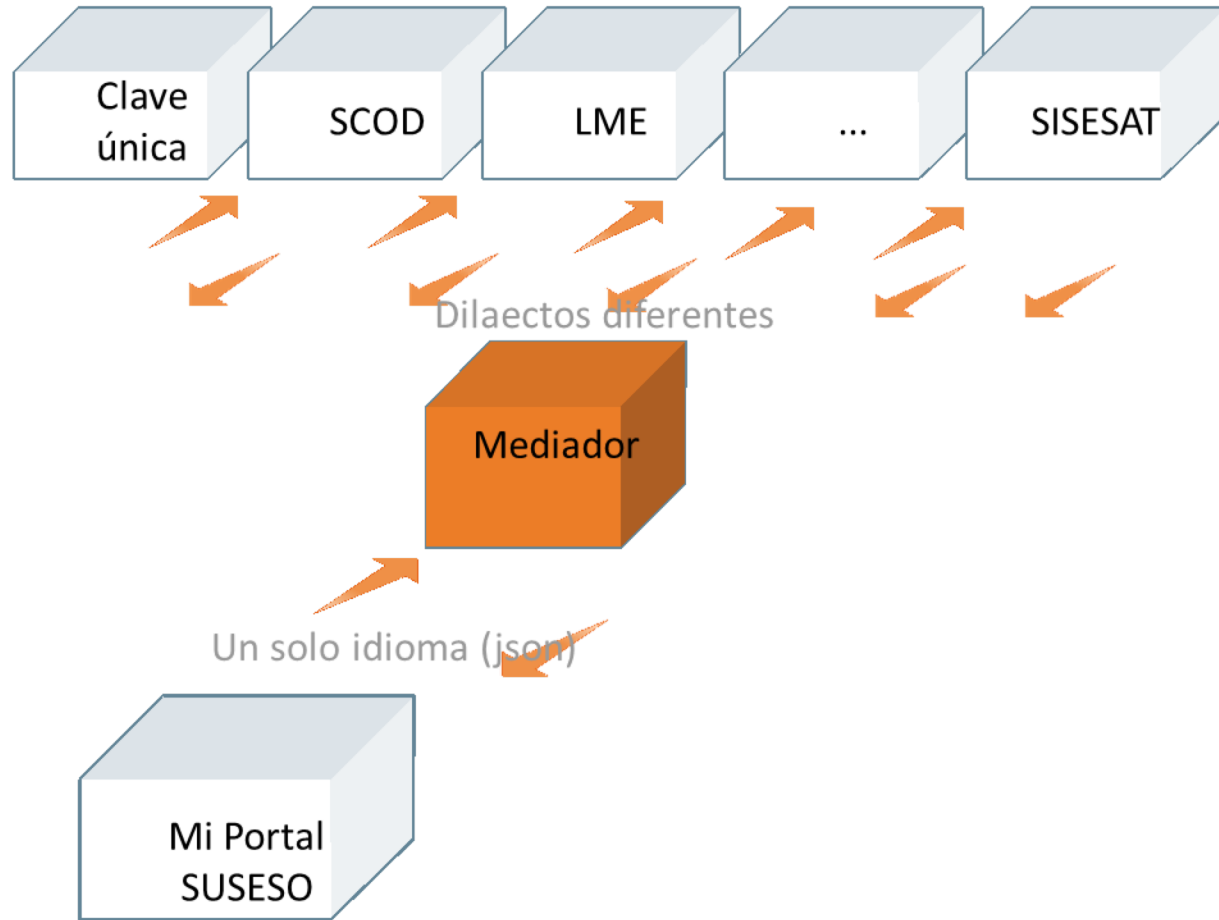 Clave
única
SCOD
LME
...
SISESAT
Dilaectos diferentes
Mediador
Un solo idioma (json)
Mi Portal
SUSESO